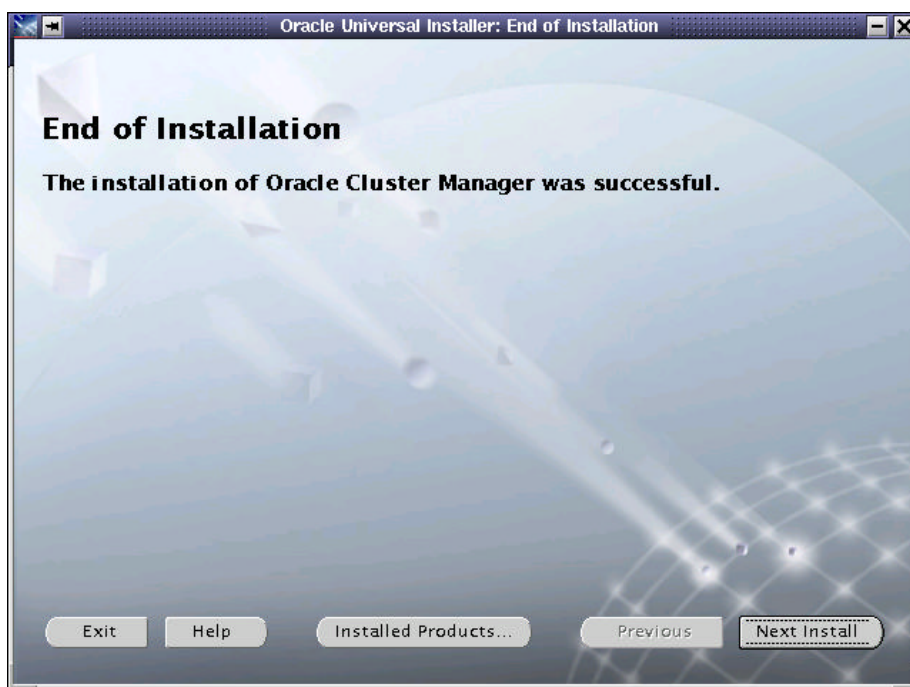 Oracle Universal Installer: End of Installation
End of Installation
The installation of Oracle Cluster Manager was successful.
Exit
Help
Installed Products...
Previous
Next Install